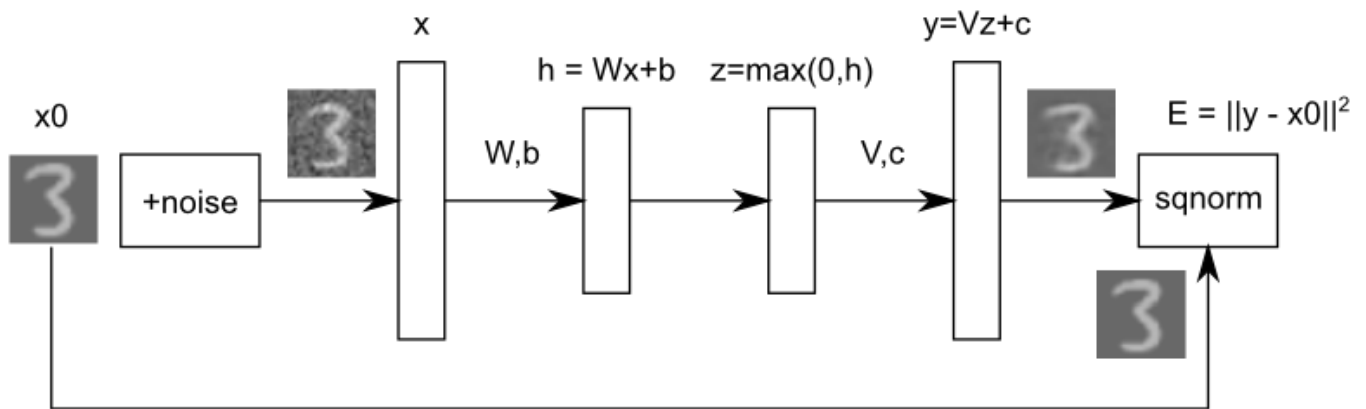 x0
+noise
x
W,b
h = Wx+b
z=max(0,h)
V,c
y=Vz+c
E = ||y - x0||²
sqnorm